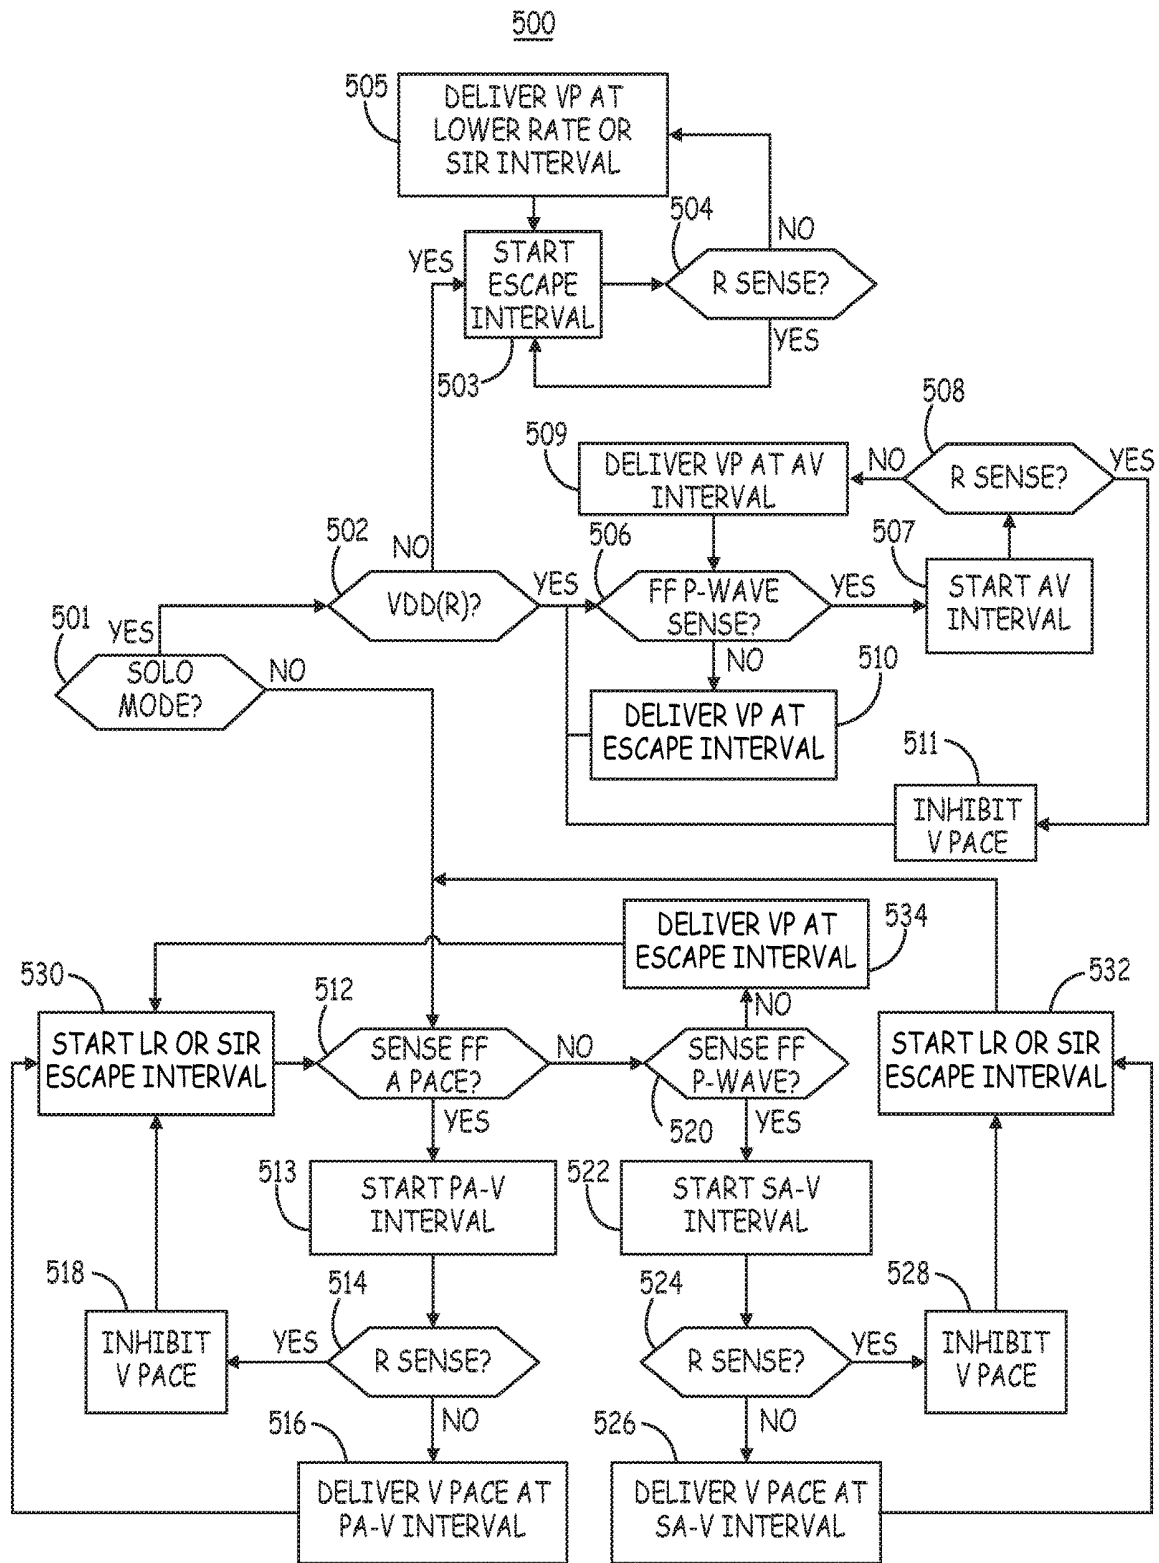 500
505
DELIVER VP AT
LOWER RATE OR
SIR INTERVAL
504
NO
YES
START
ESCAPE
INTERVAL
R SENSE?
YES
503
508
509
DELIVER VP AT AV
INTERVAL
NO
R SENSE?
YES
502
NO
506
507
VDD(R)?
YES
FF P-WAVE
SENSE?
YES
START AV
INTERVAL
501
YES
SOLO
MODE?
NO
NO
510
DELIVER VP AT
ESCAPE INTERVAL
511
INHIBIT
V PACE
DELIVER VP AT
ESCAPE INTERVAL
534
530
512
NO
532
START LR OR SIR
ESCAPE INTERVAL
SENSE FF
A PACE?
NO
SENSE FF
P-WAVE?
START LR OR SIR
ESCAPE INTERVAL
YES
520
YES
513
START PA-V
INTERVAL
522
START SA-V
INTERVAL
518
514
524
528
INHIBIT
V PACE
YES
R SENSE?
R SENSE?
YES
INHIBIT
V PACE
516
NO
526
NO
DELIVER V PACE AT
PA-V INTERVAL
DELIVER V PACE AT
SA-V INTERVAL